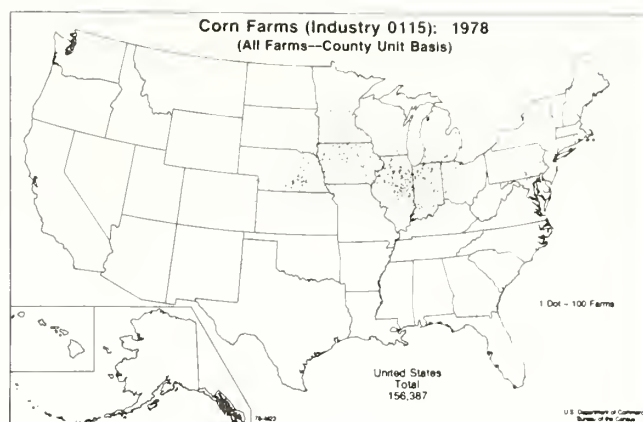 Corn Farms (Industry 0115): 1978
(All Farms--County Unit Basis)
1 Dot - 100 Farms
United States
Total
156,387
U.S. Department of Commerce
Bureau of the Census